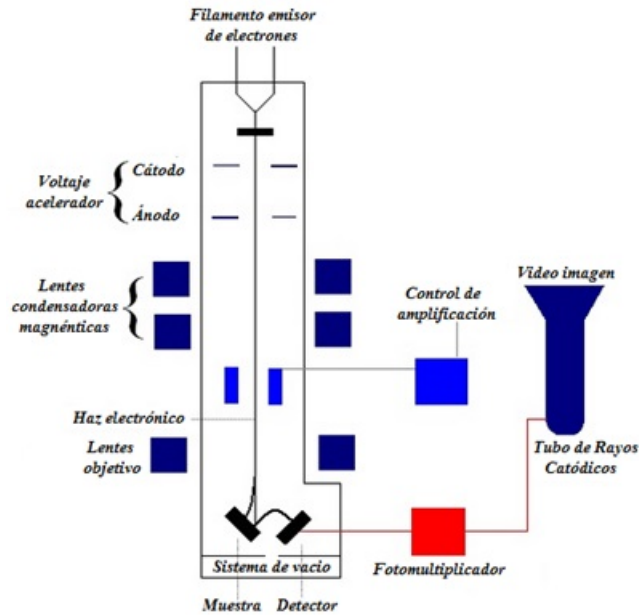 Filamento emisor
de electrones
Cátodo
Voltaje
acelerador
Ánodo
Lentes
condensadoras
magnénticas
Control de
amplificación
Video imagen
Haz electrónico
Lentes
objetivo
Tubo de Rayos
Catódicos
Sistema de vacio
Fotomultiplicador
Muestra
Detector